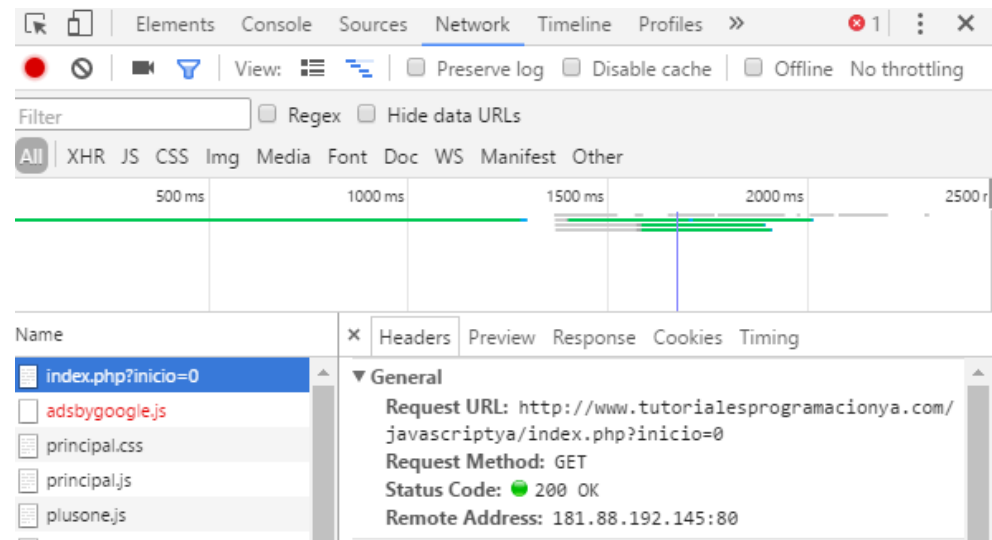 Elements Console Sources Network Timeline Profiles » 1
View: Preserve log Disable cache Offline No throttling
Filter Regex Hide data URLs
All XHR JS CSS Img Media Font Doc WS Manifest Other
500 ms 1000 ms 1500 ms 2000 ms 2500 r
Name × Headers Preview Response Cookies Timing
index.php?inicio=0
adsbygoogle.js
principal.css
principal.js
plusone.js
▼ General
Request URL: http://www.tutorialesprogramacionya.com/
javascriptya/index.php?inicio=0
Request Method: GET
Status Code: 200 OK
Remote Address: 181.88.192.145:80